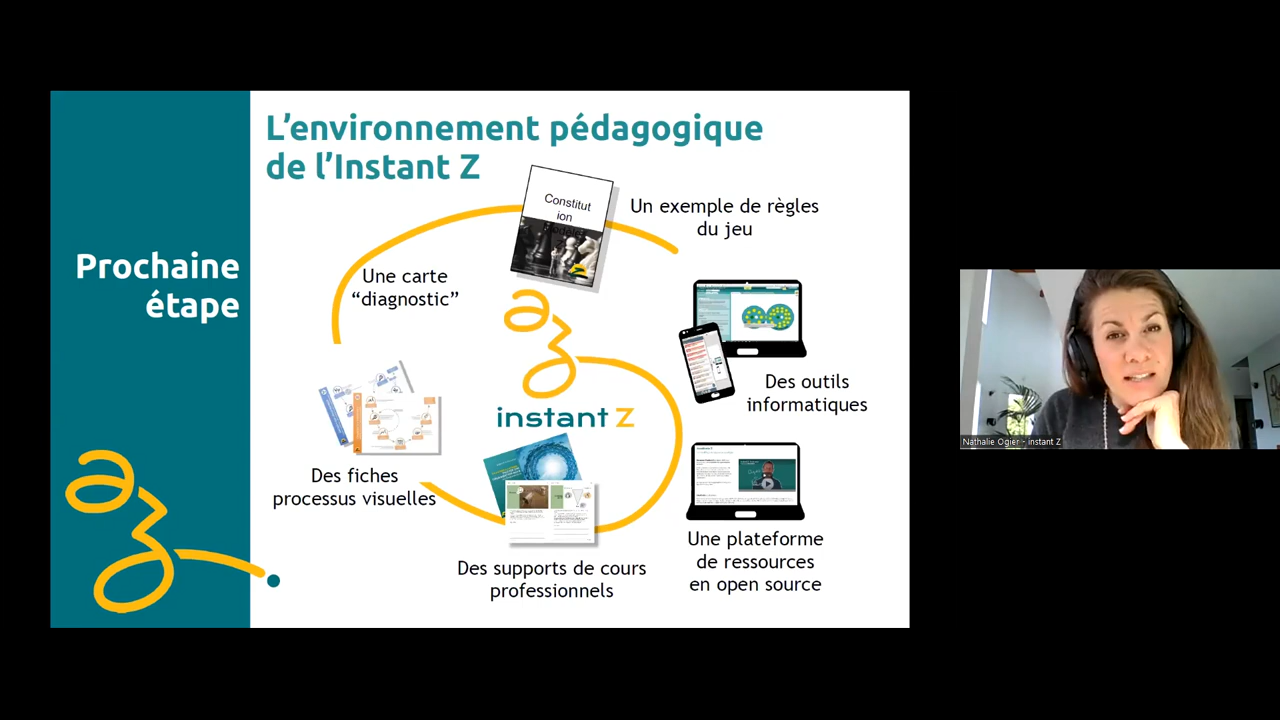 L'environnement pédagogique
de l'Instant Z
Prochaine
étape
Constitut
ion
Un exemple de règles
du jeu
Une carte
“diagnostic”
Des outils
informatiques
instant Z
Des fiches
processus visuelles
Des supports de cours
professionnels
Une plateforme
de ressources
en open source
Nathalie Ogier - instant Z